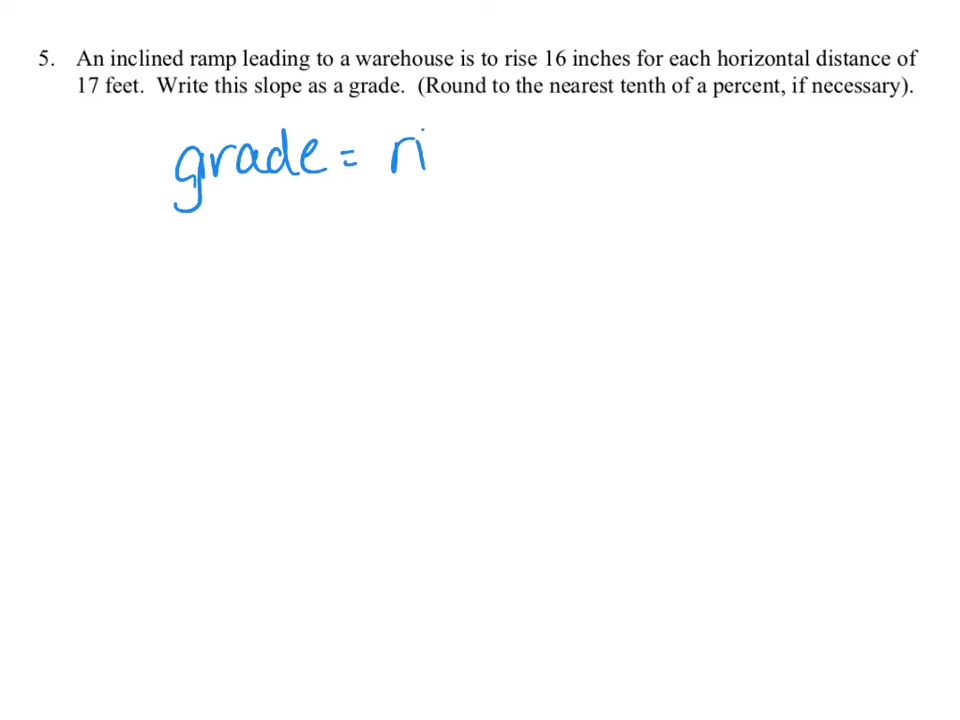 5. An inclined ramp leading to a warehouse is to rise 16 inches for each horizontal distance of
17 feet. Write this slope as a grade. (Round to the nearest tenth of a percent, if necessary).
grade = ri